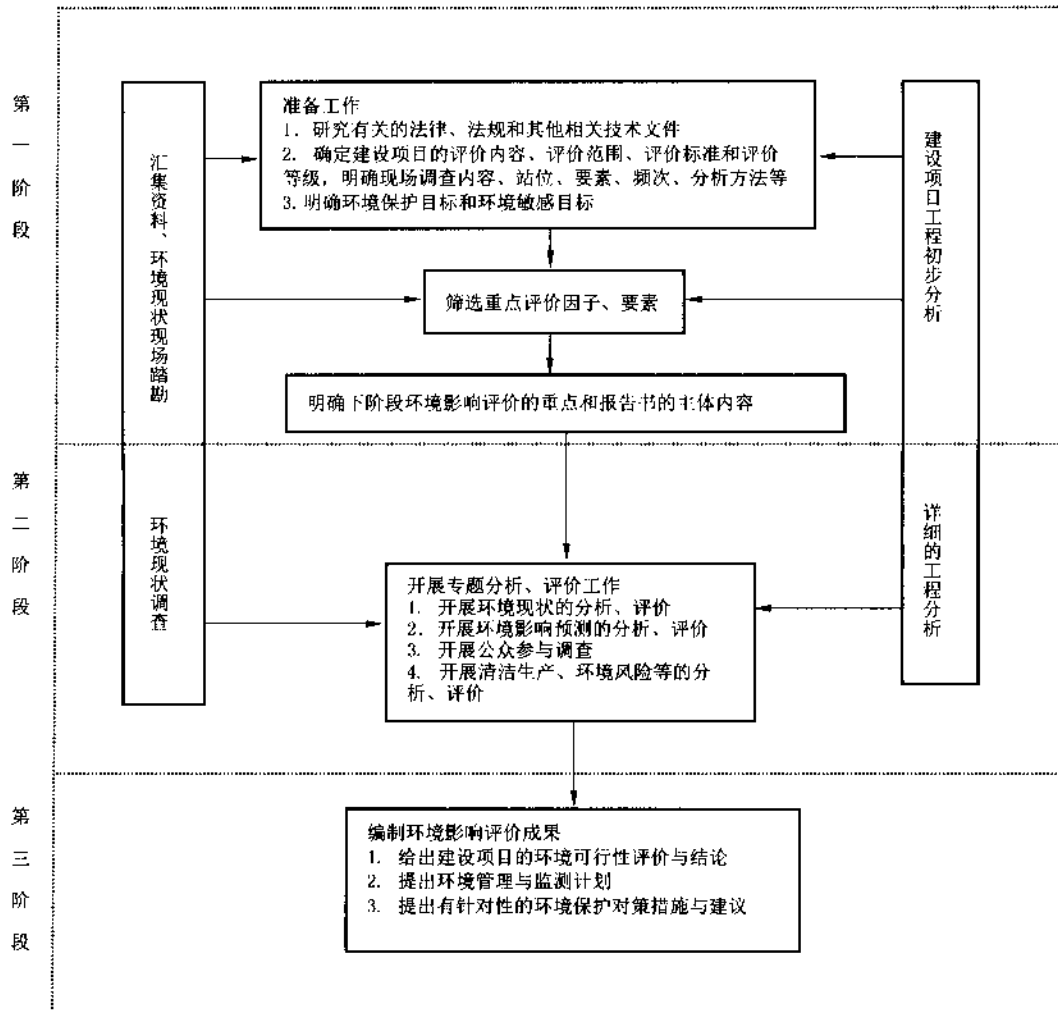 第一阶段
汇集资料、环境现状现场踏勘
准备工作
1. 研究有关的法律、法规和其他相关技术文件
2. 确定建设项目的评价内容、评价范围、评价标准和评价
等级，明确现场调查内容、站位、要素、频次、分析方法等
3. 明确环境保护目标和环境敏感目标
建设项目工程初步分析
筛选重点评价因子、要素
明确下阶段环境影响评价的重点和报告书的主体内容
第二阶段
环境现状调查
开展专题分析、评价工作
1. 开展环境现状的分析、评价
2. 开展环境影响预测的分析、评价
3. 开展公众参与调查
4. 开展清洁生产、环境风险等的分
析、评价
详细的工程分析
第三阶段
编制环境影响评价成果
1. 给出建设项目的环境可行性评价与结论
2. 提出环境管理与监测计划
3. 提出有针对性的环境保护对策措施与建议